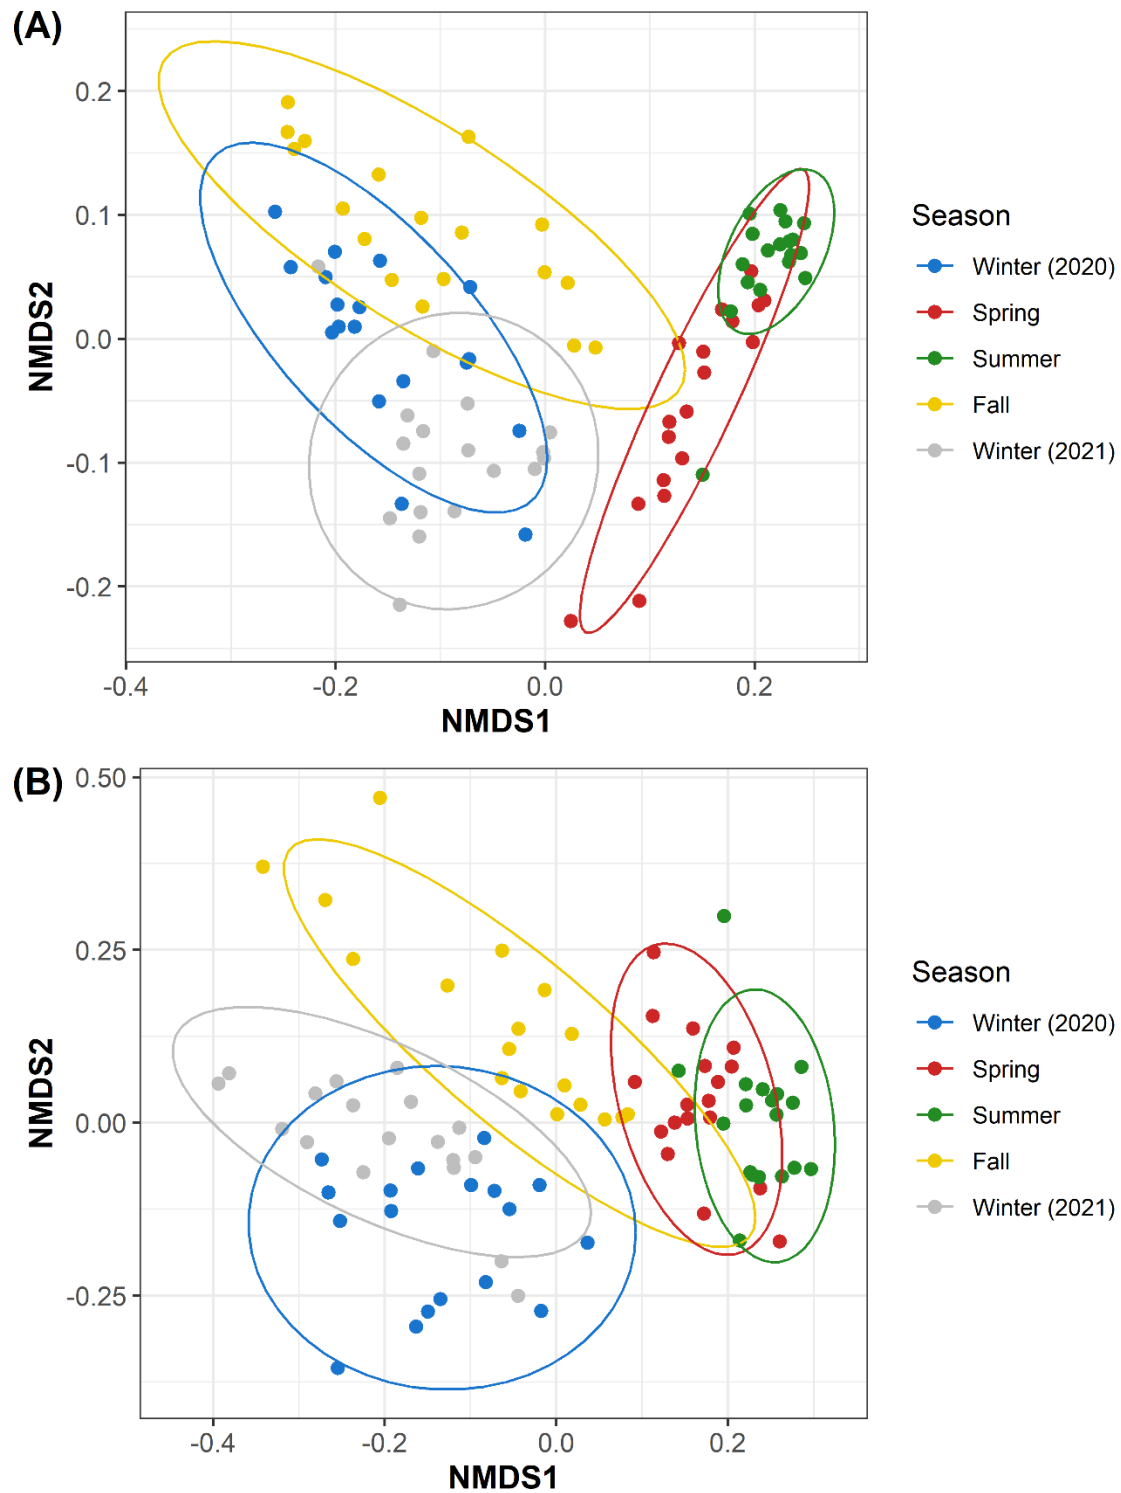 (A)
0.2
0.1
0.0
-0.1
-0.2
NMDS2
-0.4
-0.2
0.0
0.2
NMDS1
Season
Winter (2020)
Spring
Summer
Fall
Winter (2021)
(B)
0.50
0.25
0.00
-0.25
NMDS2
-0.4
-0.2
0.0
0.2
NMDS1
Season
Winter (2020)
Spring
Summer
Fall
Winter (2021)